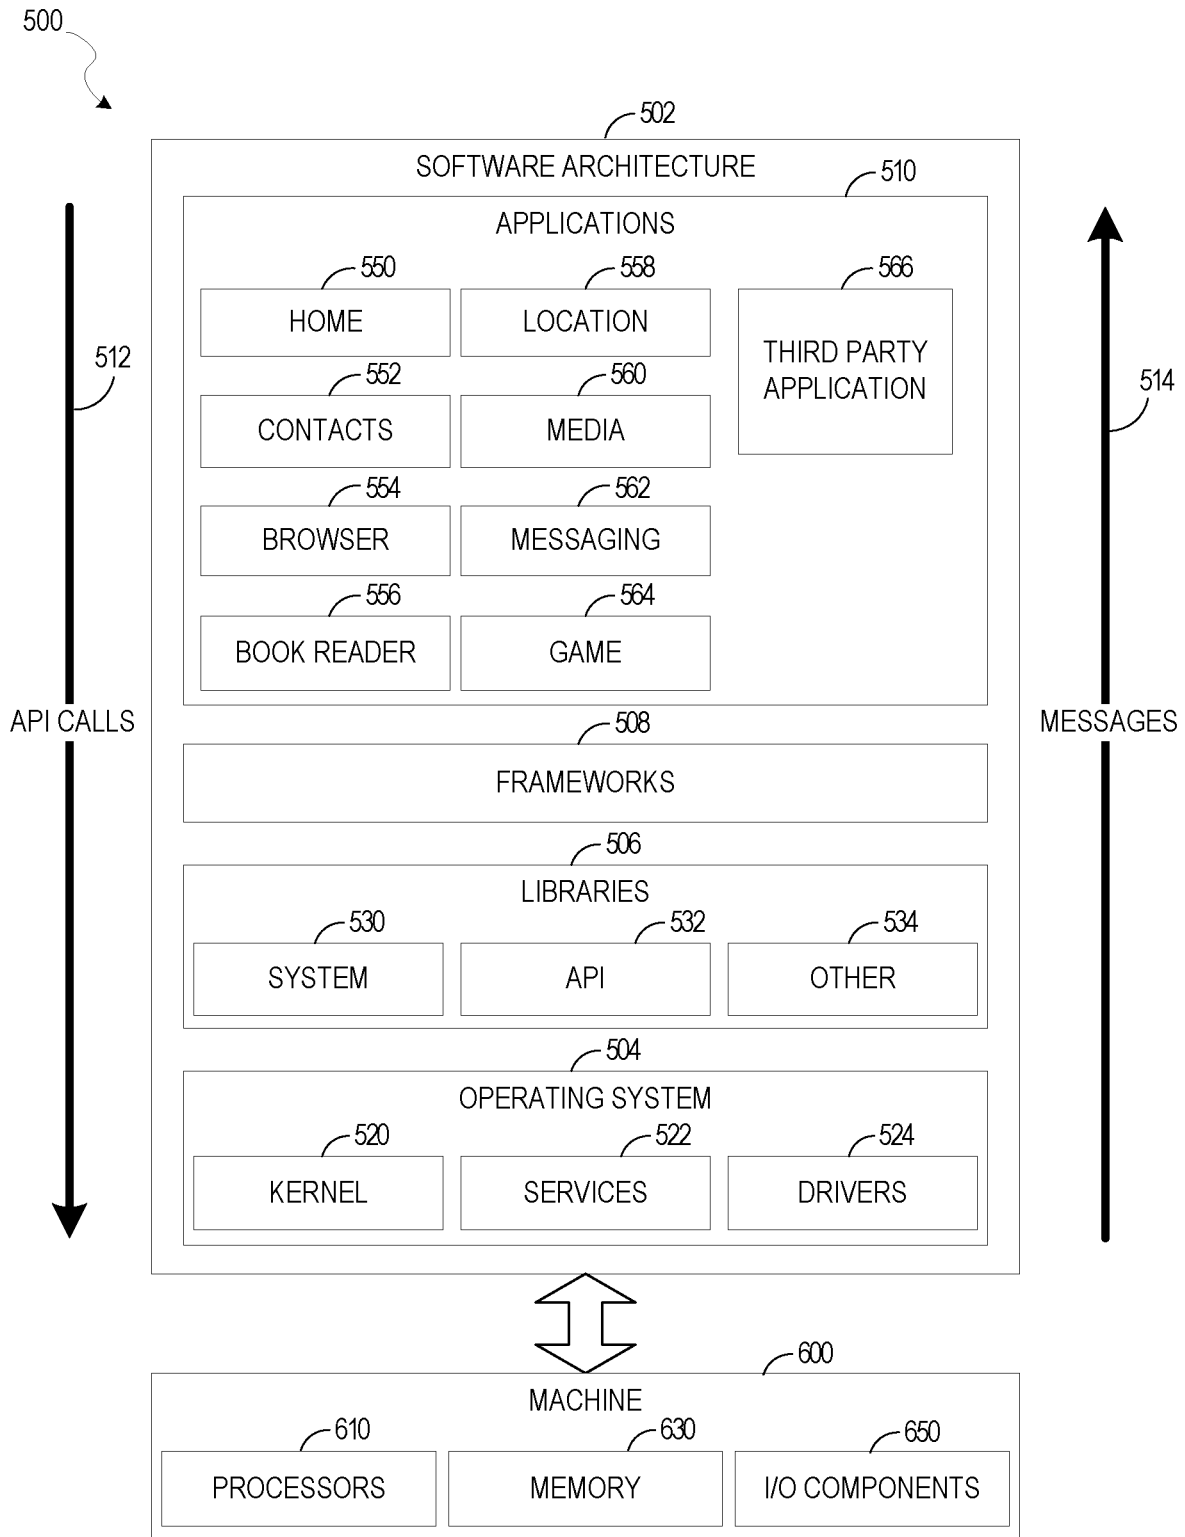 500
502
SOFTWARE ARCHITECTURE
510
APPLICATIONS
550
558
566
HOME
LOCATION
THIRD PARTY
APPLICATION
512
552
560
514
CONTACTS
MEDIA
554
562
BROWSER
MESSAGING
556
564
BOOK READER
GAME
API CALLS
MESSAGES
508
FRAMEWORKS
506
LIBRARIES
530
532
534
SYSTEM
API
OTHER
504
OPERATING SYSTEM
520
522
524
KERNEL
SERVICES
DRIVERS
600
MACHINE
610
630
650
PROCESSORS
MEMORY
I/O COMPONENTS